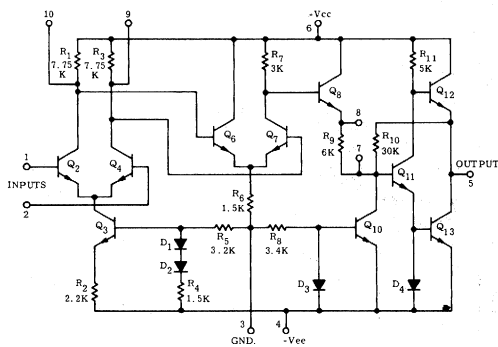 10
9
-Vcc
6
R1
7.75
K
R3
7.75
K
R7
3K
Q8
R11
5K
Q12
Q6
Q7
8
R9
6K
7
R10
30K
Q11
OUTPUT
5
1
INPUTS
2
Q2
Q4
R6
1.5K
Q3
D1
D2
R5
3.2K
R8
3.4K
Q10
Q13
R2
2.2K
R4
1.5K
D3
D4
3
GND.
4
-Vee